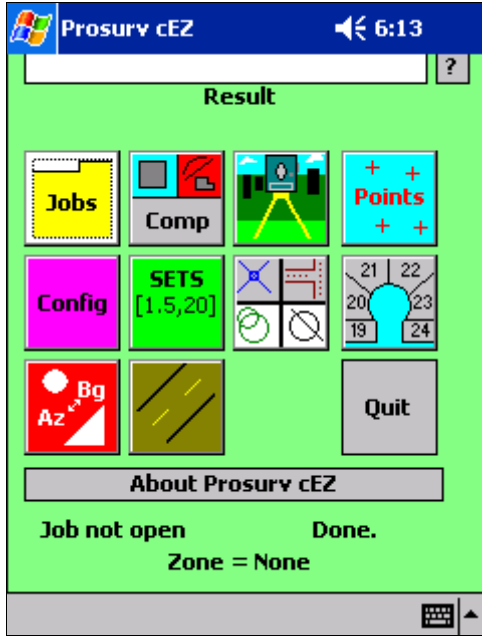 Prosurv cEZ 6:13
?
Result
Jobs
Comp
Points
Config
SETS
[1.5,20]
21 22
20 23
19 24
Bg
Az
Quit
About Prosurv cEZ
Job not open Done.
Zone = None